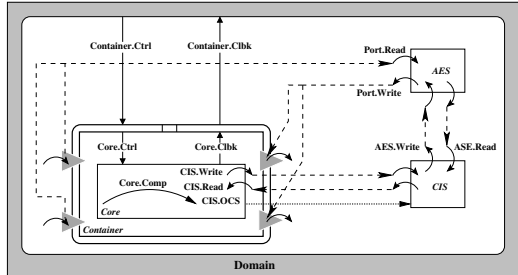 Container.Ctrl Container.Clbk
Port.Read
AES
Port.Write
Core.Ctrl Core.Clbk
AES.Write ASE.Read
CIS.Write
CIS.Read
Core.Comp
CIS
CIS.OCS
Core
Container
Domain